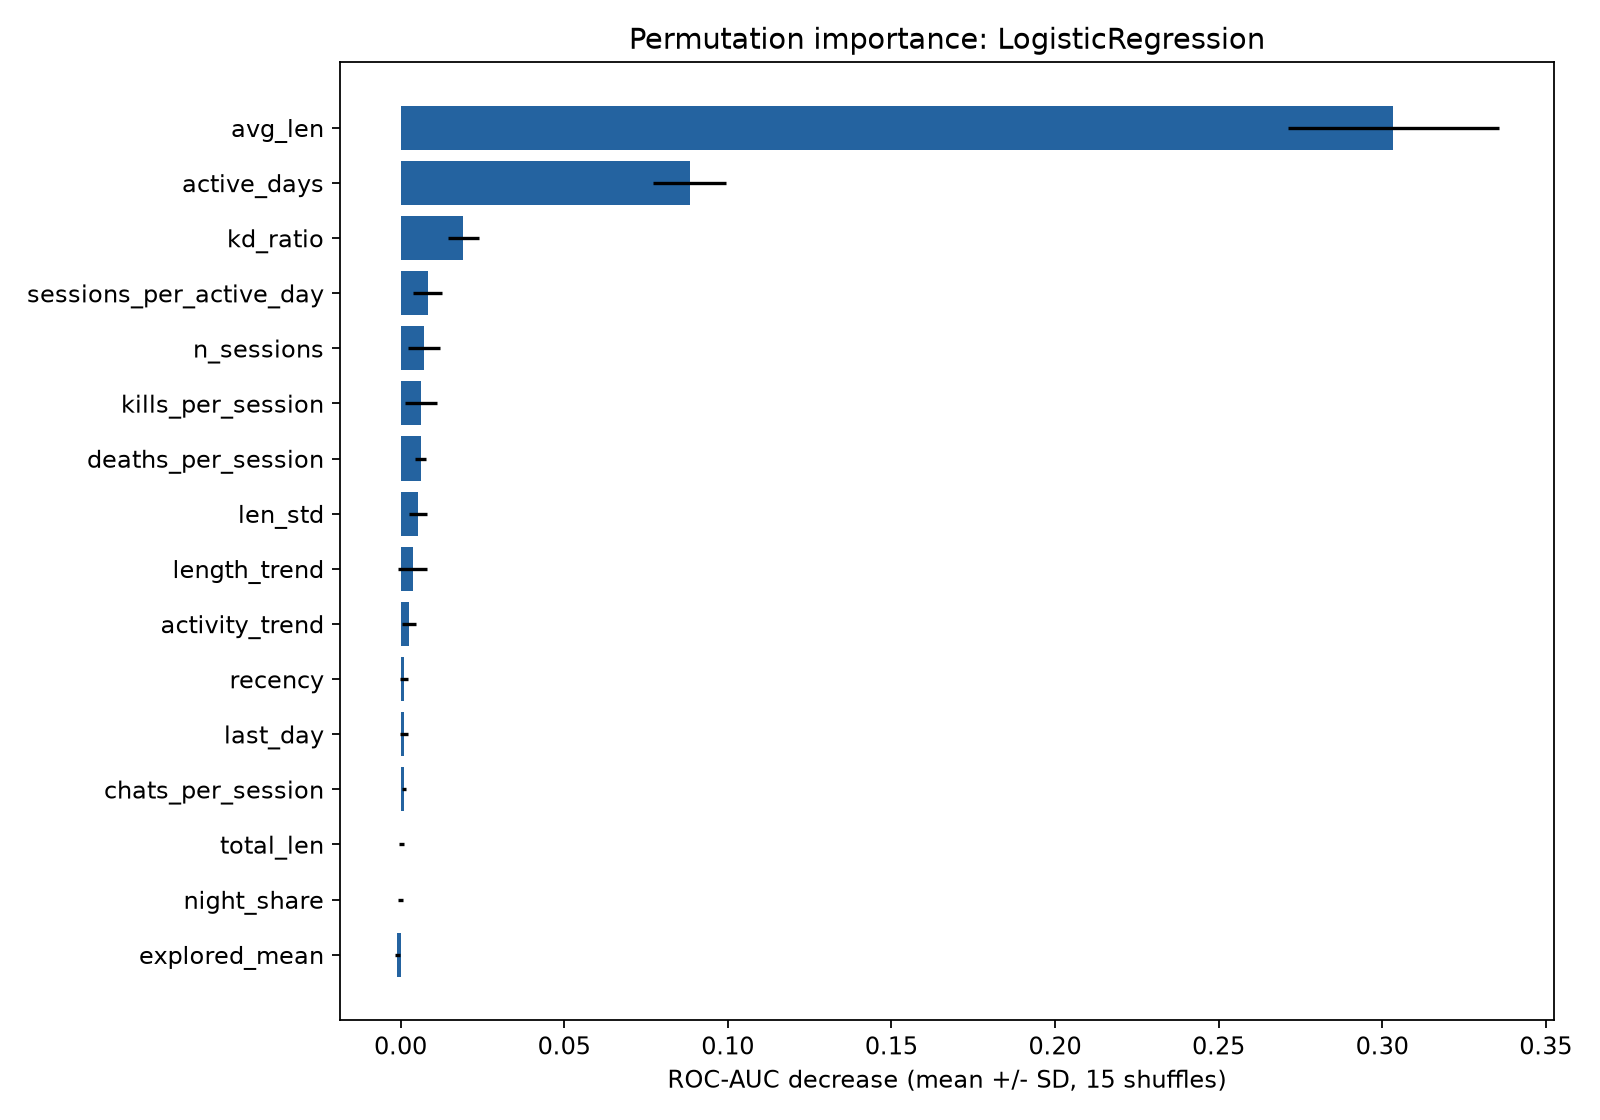 Permutation importance: LogisticRegression
avg_len
active_days
kd_ratio
sessions_per_active_day
n_sessions
kills_per_session
deaths_per_session
len_std
length_trend
activity_trend
recency
last_day
chats_per_session
total_len
night_share
explored_mean
0.00 0.05 0.10 0.15 0.20 0.25 0.30 0.35
ROC-AUC decrease (mean +/- SD, 15 shuffles)